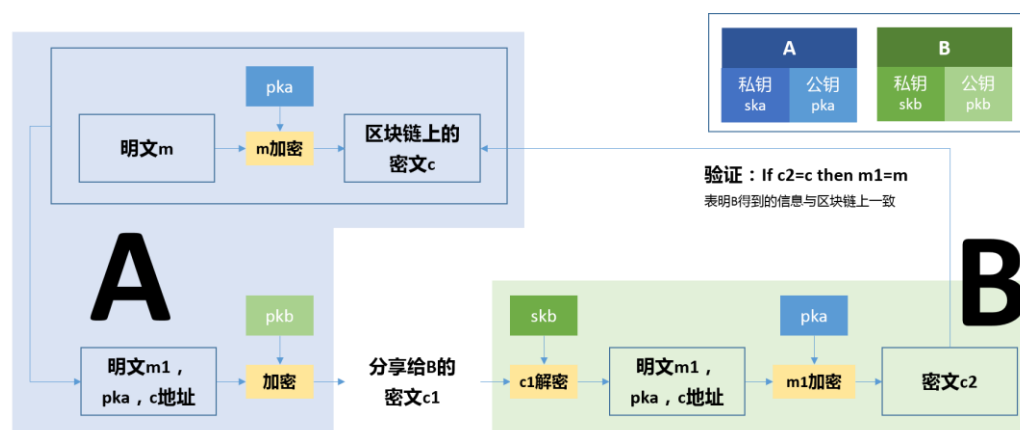 A
B
私钥
ska
公钥
pka
私钥
skb
公钥
pkb
pka
明文m
m加密
区块链上的
密文c
验证：If c2=c then m1=m
表明B得到的信息与区块链上一致
A
B
pkb
skb
pka
明文m1，
pka，c地址
加密
分享给B的
密文c1
c1解密
明文m1，
pka，c地址
m1加密
密文c2